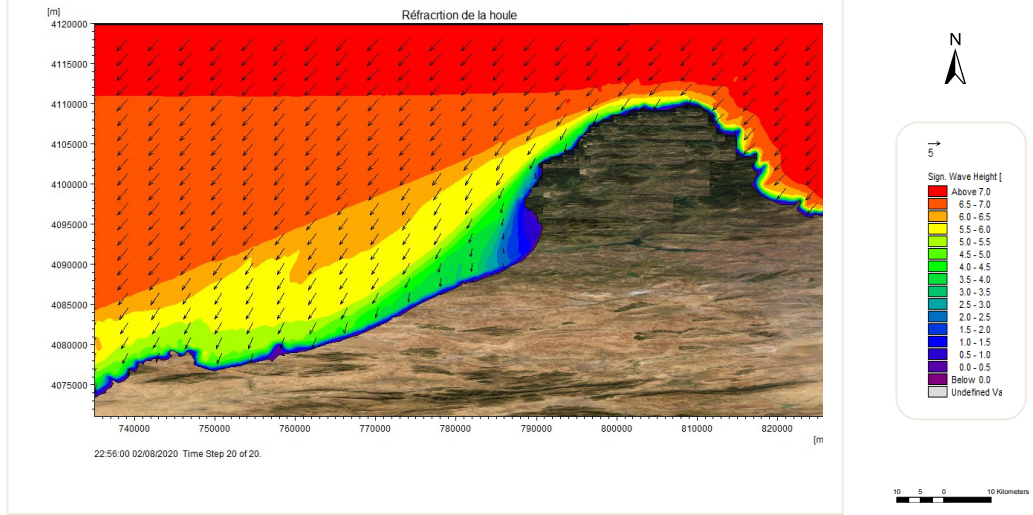 Réfracrtion de la houle
[m]
4120000
4115000
4110000
4105000
4100000
4095000
4090000
4085000
4080000
4075000
740000 750000 760000 770000 780000 790000 800000 810000 820000
[m
22:56:00 02/08/2020 Time Step 20 of 20.
N
5
Sign. Wave Height [
Above 7.0
6.5 - 7.0
6.0 - 6.5
5.5 - 6.0
5.0 - 5.5
4.5 - 5.0
4.0 - 4.5
3.5 - 4.0
3.0 - 3.5
2.5 - 3.0
2.0 - 2.5
1.5 - 2.0
1.0 - 1.5
0.5 - 1.0
0.0 - 0.5
Below 0.0
Undefined Va
10 5 0 10 Kilometers